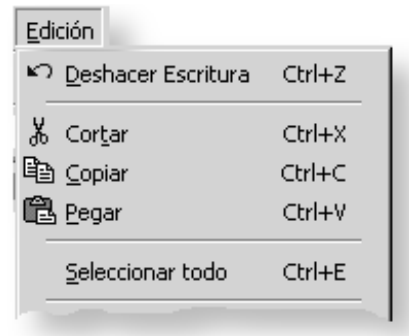 Edición
Deshacer Escritura Ctrl+Z
Cortar Ctrl+X
Copiar Ctrl+C
Pegar Ctrl+V
Seleccionar todo Ctrl+E